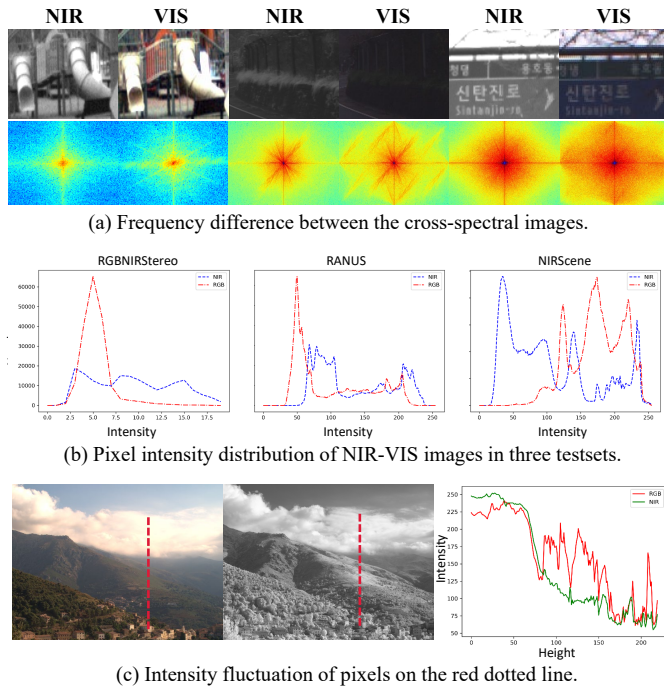 NIR VIS NIR VIS NIR VIS
신탄진로
Sintanjin-ro
신탄진로
Sintanjin-ro
(a) Frequency difference between the cross-spectral images.
RGBNIRStereo RANUS NIRScene
NIR NIR NIR
RGB RGB RGB
60000
50000
40000
30000
20000
10000
0
0.0 2.5 5.0 7.5 10.0 12.5 15.0 17.5 0 50 100 150 200 250 0 50 100 150 200 250
Intensity Intensity Intensity
(b) Pixel intensity distribution of NIR-VIS images in three testsets.
RGB
NIR
250
225
200
175
150
125
100
75
50
Intensity
0 50 100 150 200
Height
(c) Intensity fluctuation of pixels on the red dotted line.